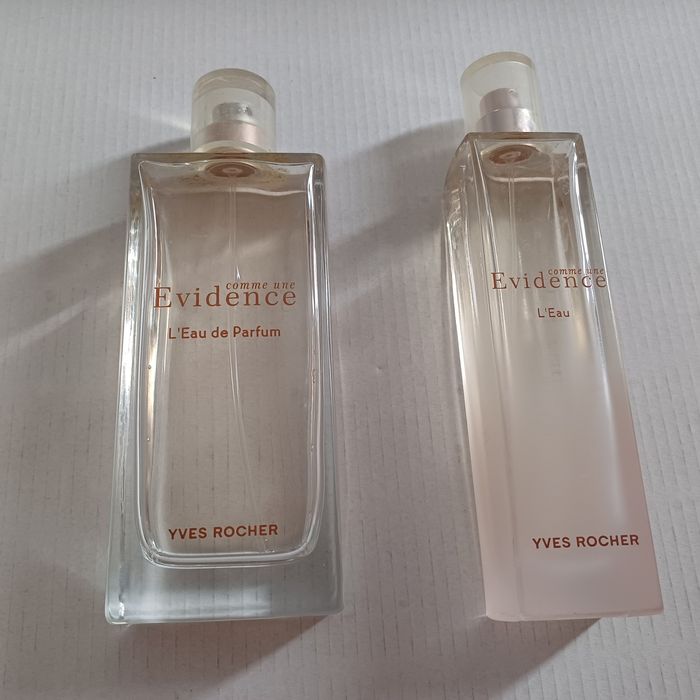 comme une
Evidence
L'Eau de Parfum
YVES ROCHER
comme une
Evidence
L'Eau
YVES ROCHER